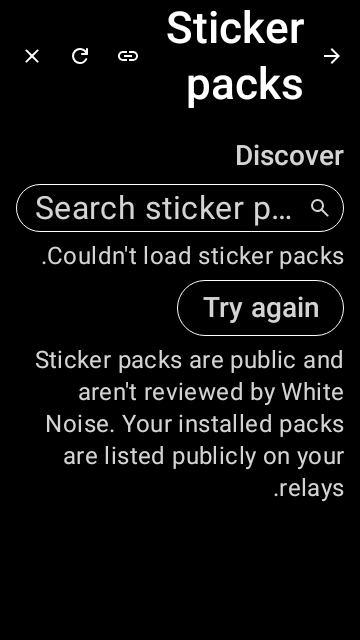 Sticker
packs
Discover
Search sticker p...
Couldn't load sticker packs.
Try again
Sticker packs are public and
aren't reviewed by White
Noise. Your installed packs
are listed publicly on your
relays.